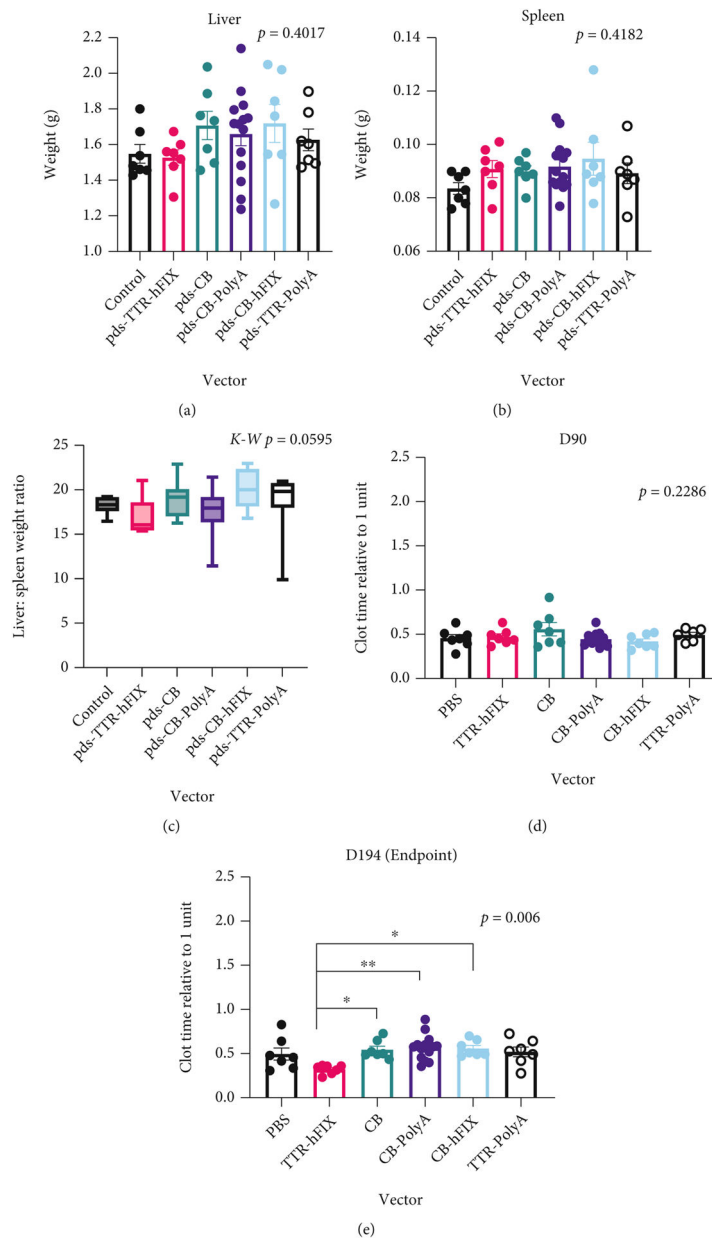 Liver
p = 0.4017
Weight (g)
2.2
2.0
1.8
1.6
1.4
1.2
1.0
Control
pds-TTR-hFIX
pds-CB
pds-CB-PolyA
pds-CB-hFIX
pds-TTR-PolyA
Vector
(a)
Spleen
p = 0.4182
Weight (g)
0.14
0.12
0.10
0.08
0.06
Control
pds-TTR-hFIX
pds-CB
pds-CB-PolyA
pds-CB-hFIX
pds-TTR-PolyA
Vector
(b)
K-W p = 0.0595
Liver: spleen weight ratio
25
20
15
10
5
0
Control
pds-TTR-hFIX
pds-CB
pds-CB-PolyA
pds-CB-hFIX
pds-TTR-PolyA
Vector
(c)
D90
p = 0.2286
Clot time relative to 1 unit
2.5
2.0
1.5
1.0
0.5
0.0
PBS
TTR-hFIX
CB
CB-PolyA
CB-hFIX
TTR-PolyA
Vector
(d)
D194 (Endpoint)
p = 0.006
Clot time relative to 1 unit
2.5
2.0
1.5
1.0
0.5
0.0
*
**
*
PBS
TTR-hFIX
CB
CB-PolyA
CB-hFIX
TTR-PolyA
Vector
(e)